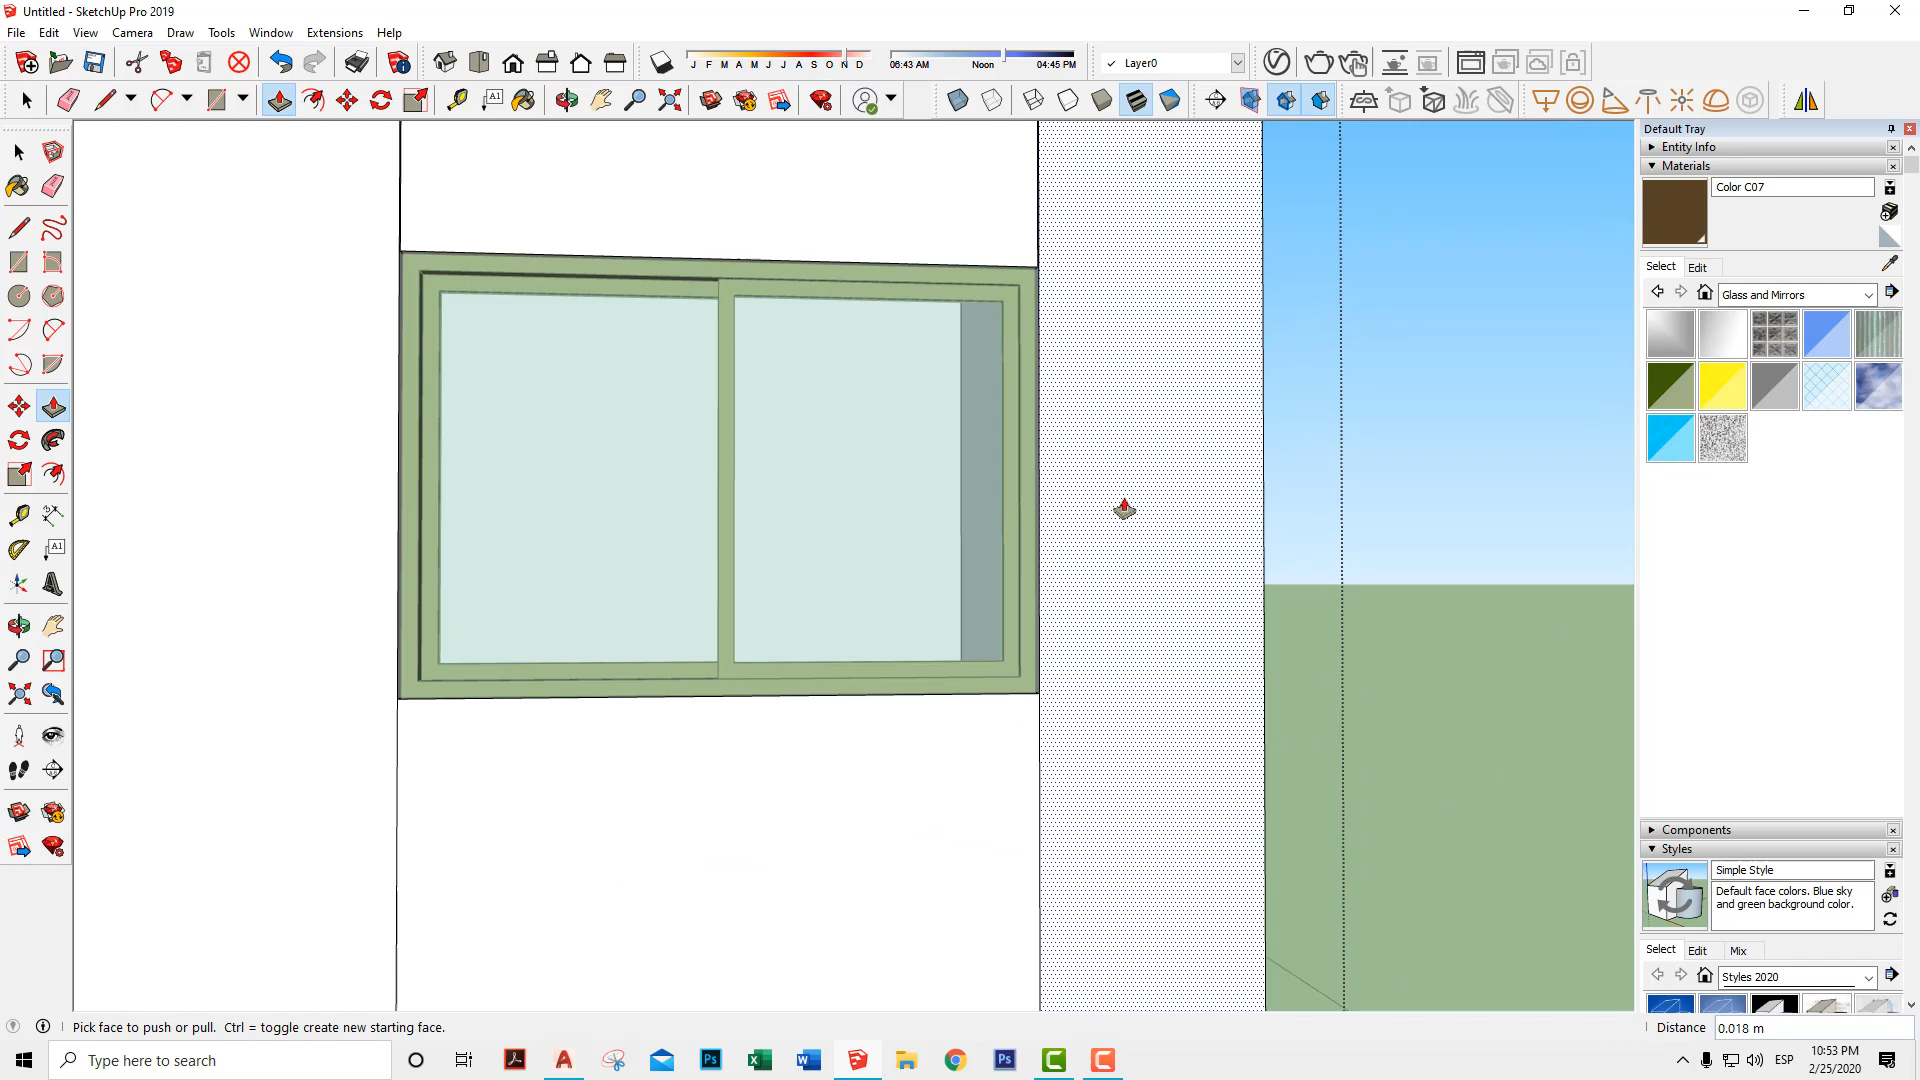 Untitled - SketchUp Pro 2019
File Edit View Camera Draw Tools Window Extensions Help
J F M A M J J A S O N D
06:43 AM Noon 04:45 PM
✓ Layer0
A1
Default Tray
Entity Info
Materials
Color C07
Select Edit
Glass and Mirrors
A1
Components
Styles
Simple Style
Default face colors. Blue sky
and green background color.
Select Edit Mix
Styles 2020
Pick face to push or pull. Ctrl = toggle create new starting face.
Distance 0.018 m
Type here to search
ESP
10:53 PM
2/25/2020